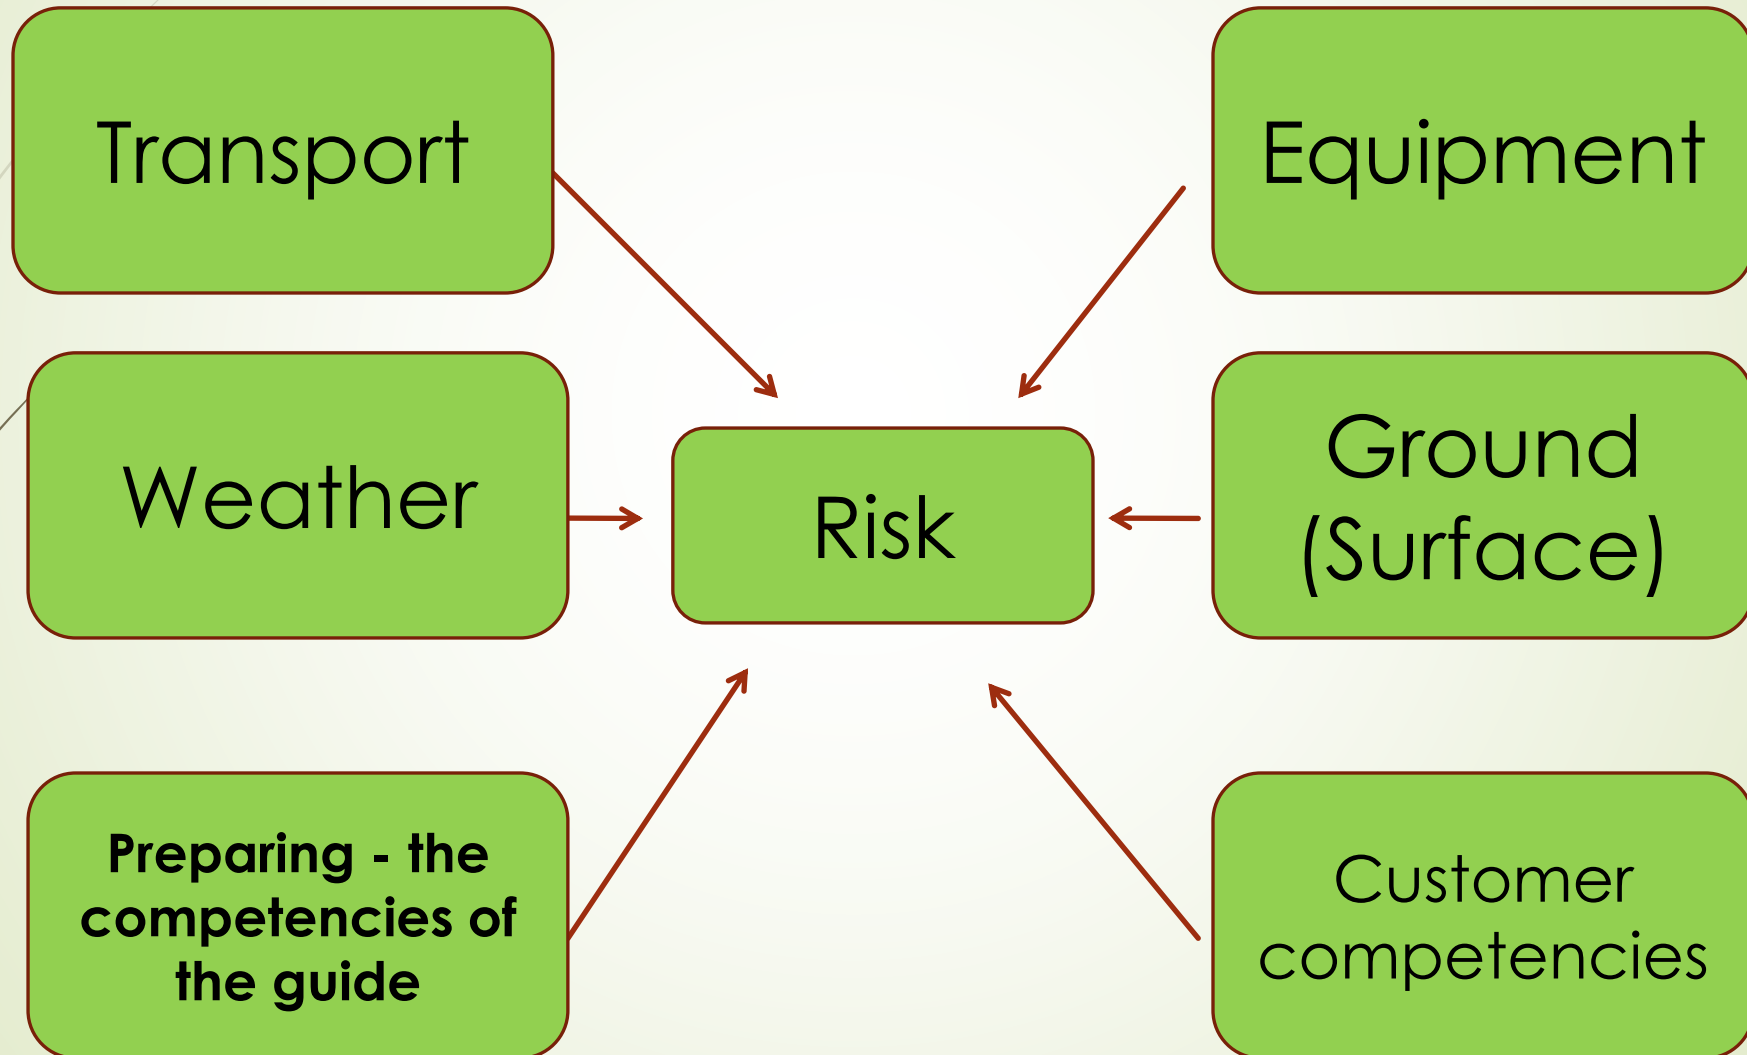 Transport
Equipment
Weather
Risk
Ground
(Surface)
Preparing - the
competencies of
the guide
Customer
competencies